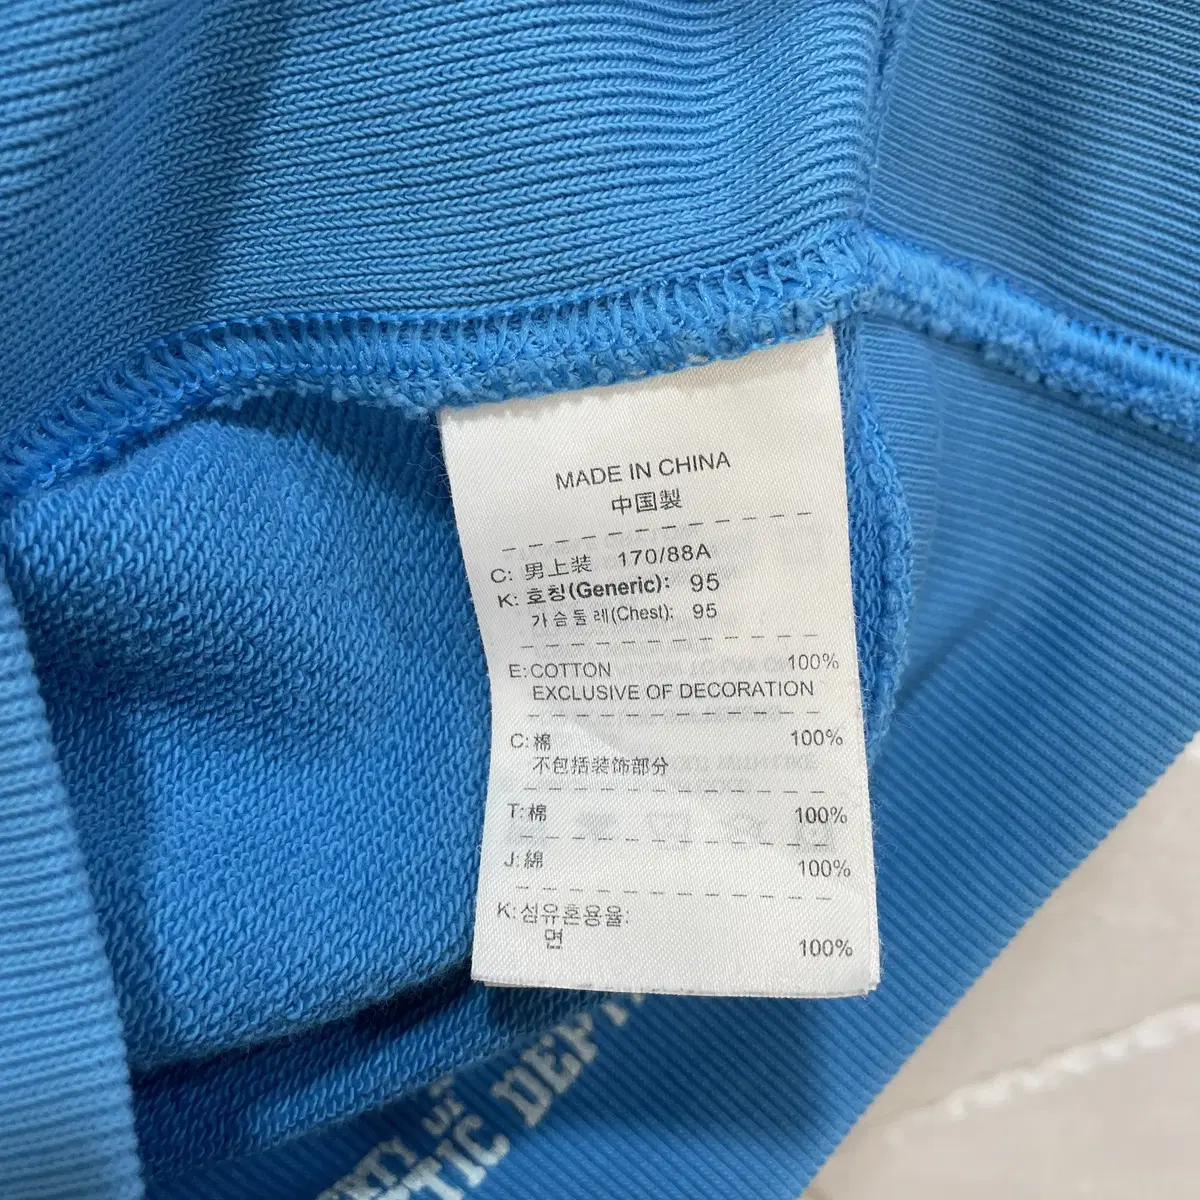 MADE IN CHINA
中国製
C: 男上装 170/88A
K: 호칭(Generic): 95
가슴둘레(Chest): 95
E:COTTON 100%
EXCLUSIVE OF DECORATION
C:棉 100%
不包括装饰部分
T:棉 100%
J:綿 100%
K:섬유혼용율:
면 100%
OF
DEPT